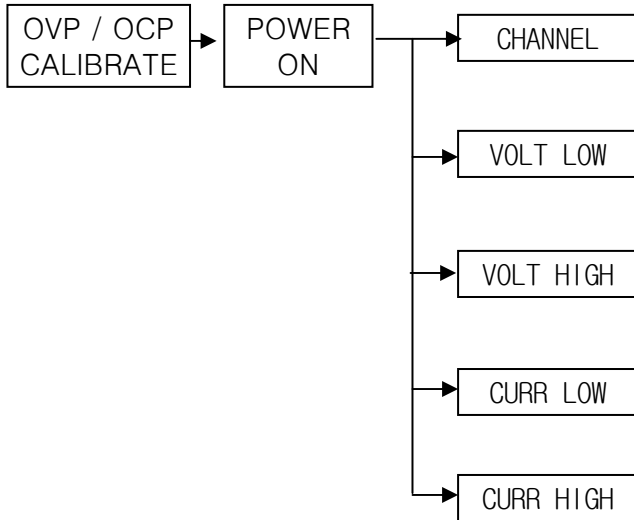 OVP / OCP
CALIBRATE
POWER
ON
CHANNEL
VOLT LOW
VOLT HIGH
CURR LOW
CURR HIGH